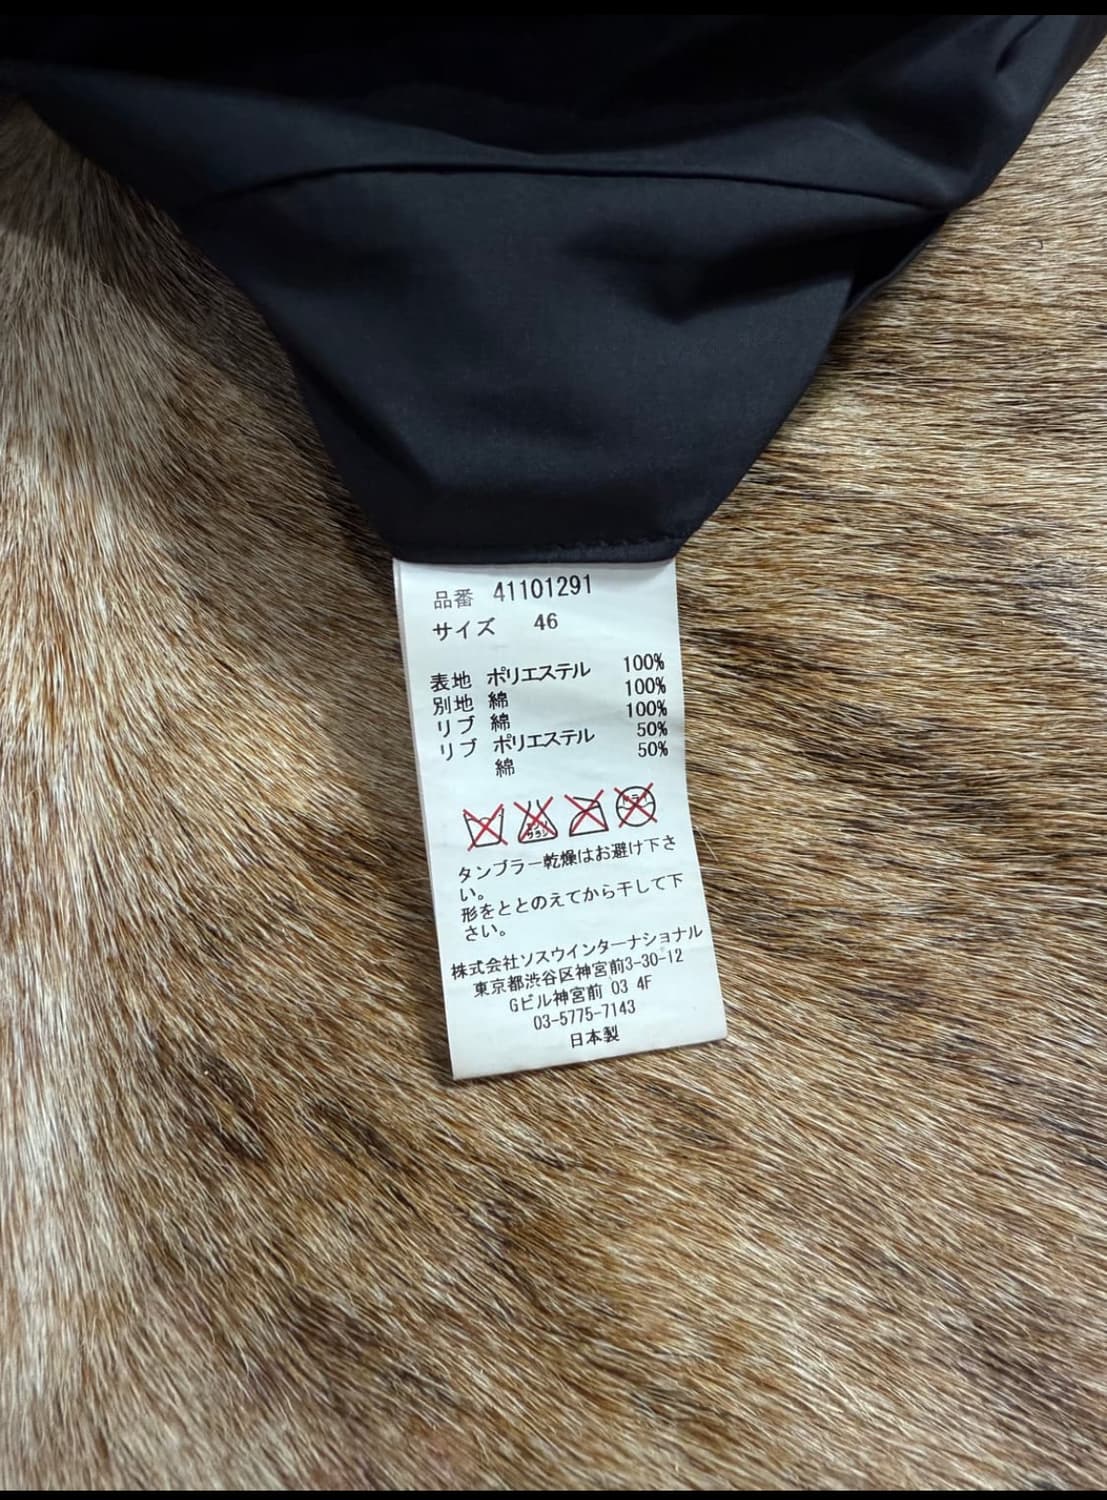 品番 41101291
サイズ 46
表地 ポリエステル 100%
別地 綿 100%
リブ 綿 100%
リブ ポリエステル 50%
綿 50%
タンブラー乾燥はお避け下さ
い。
形をととのえてから干して下
さい。
株式会社ソスウインターナショナル
東京都渋谷区神宮前3-30-12
Gビル神宮前 03 4F
03-5775-7143
日本製